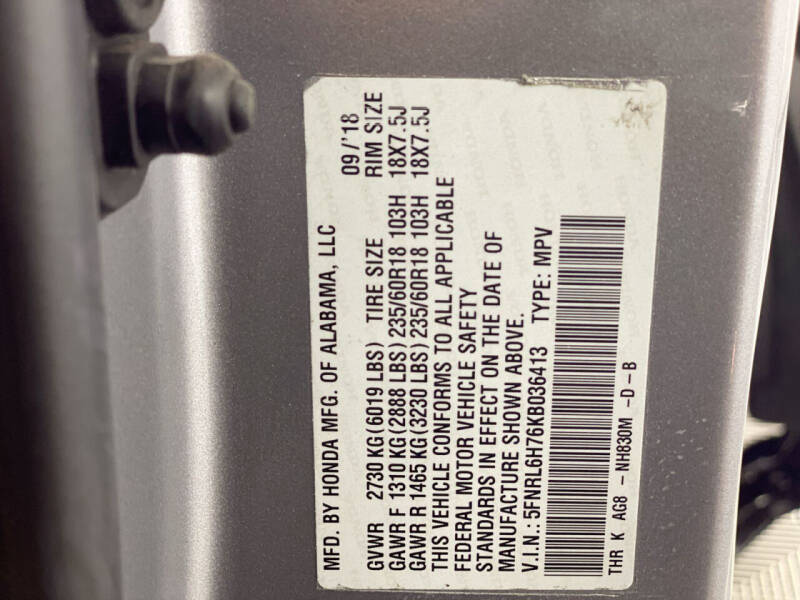 MFD. BY HONDA MFG. OF ALABAMA, LLC 09/'18
GVWR 2730 KG(6019 LBS) TIRE SIZE RIM SIZE
GAWR F 1310 KG(2888 LBS) 235/60R18 103H 18X7.5J
GAWR R 1465 KG(3230 LBS) 235/60R18 103H 18X7.5J
THIS VEHICLE CONFORMS TO ALL APPLICABLE
FEDERAL MOTOR VEHICLE SAFETY
STANDARDS IN EFFECT ON THE DATE OF
MANUFACTURE SHOWN ABOVE.
V.I.N.: 5FNRL6H76KB036413 TYPE: MPV
THR K AG8 - NH830M -D-B